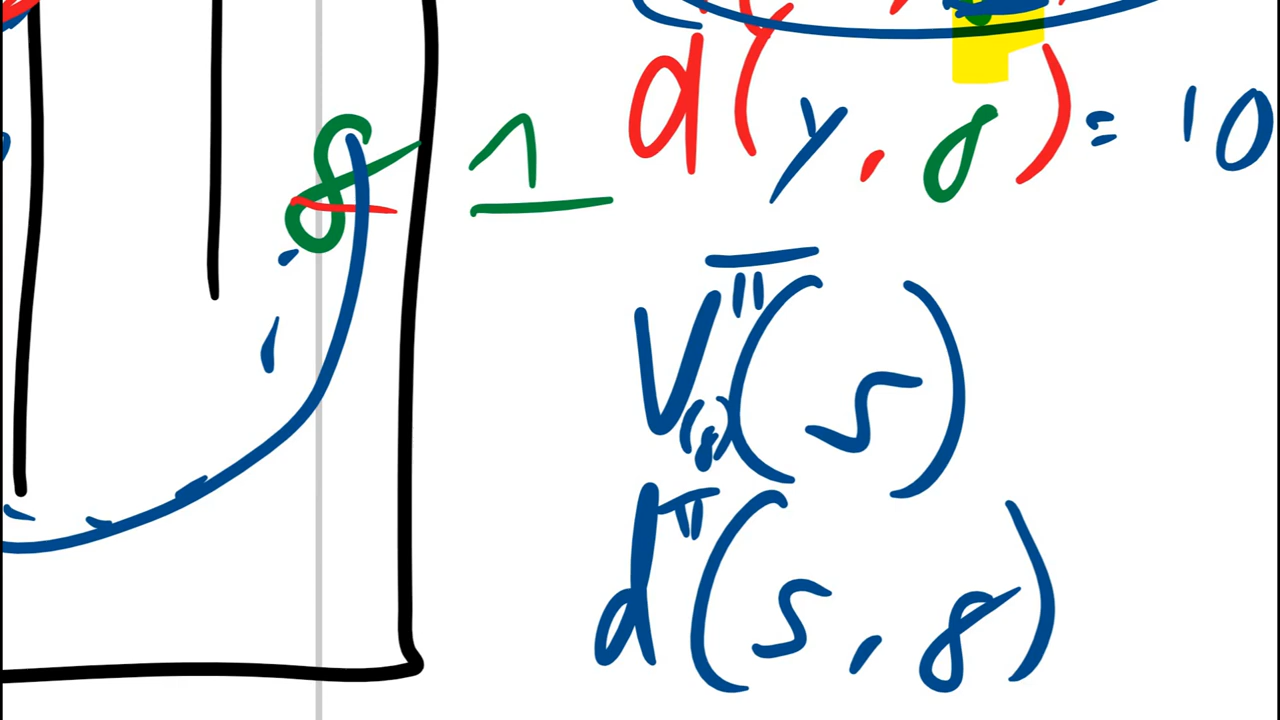 d(y, g) = 10
g 1
V^π_(g)(s)
d^π(s, g)